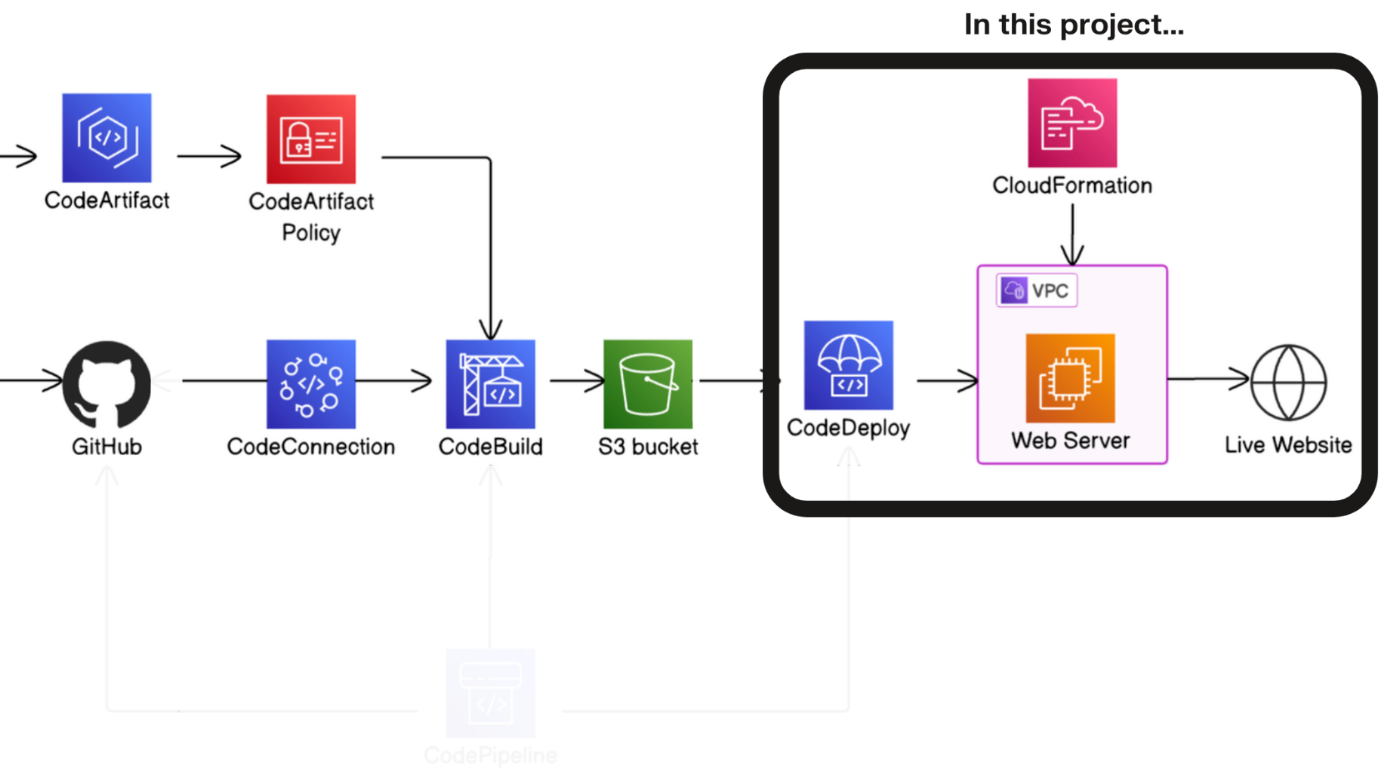 In this project...
CloudFormation
CodeArtifact
CodeArtifact
Policy
VPC
CodeDeploy
Web Server
Live Website
GitHub
CodeConnection
CodeBuild
S3 bucket
CodePipeline